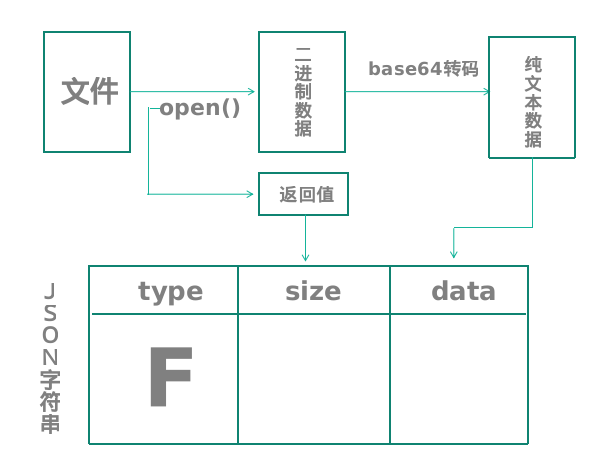 文件
open()
二进制数据
base64转码
纯文本数据
返回值
JSON字符串
type
size
data
F